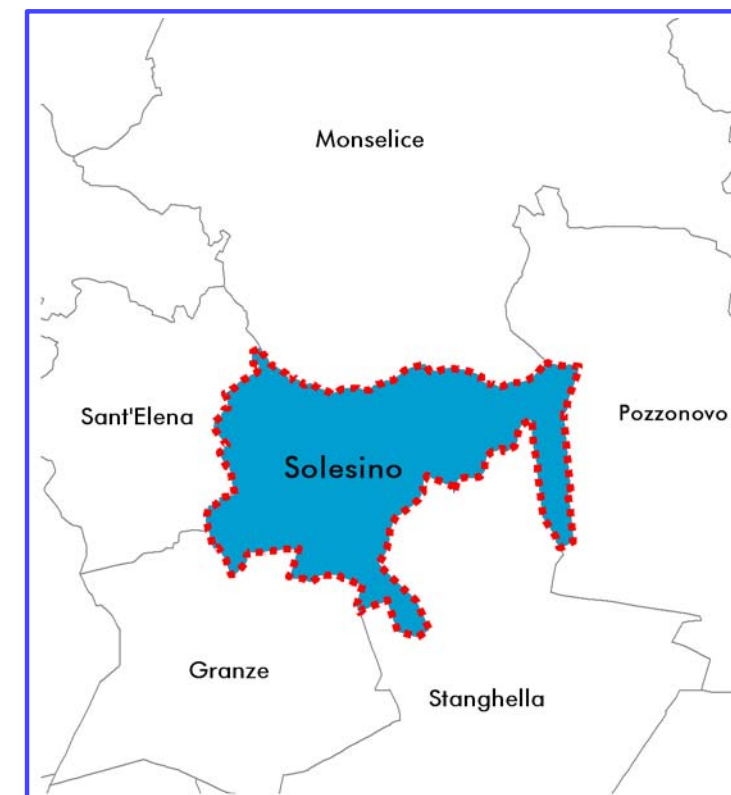 Monselice
Sant'Elena
Pozzonovo
Solesino
Granze
Stanghella